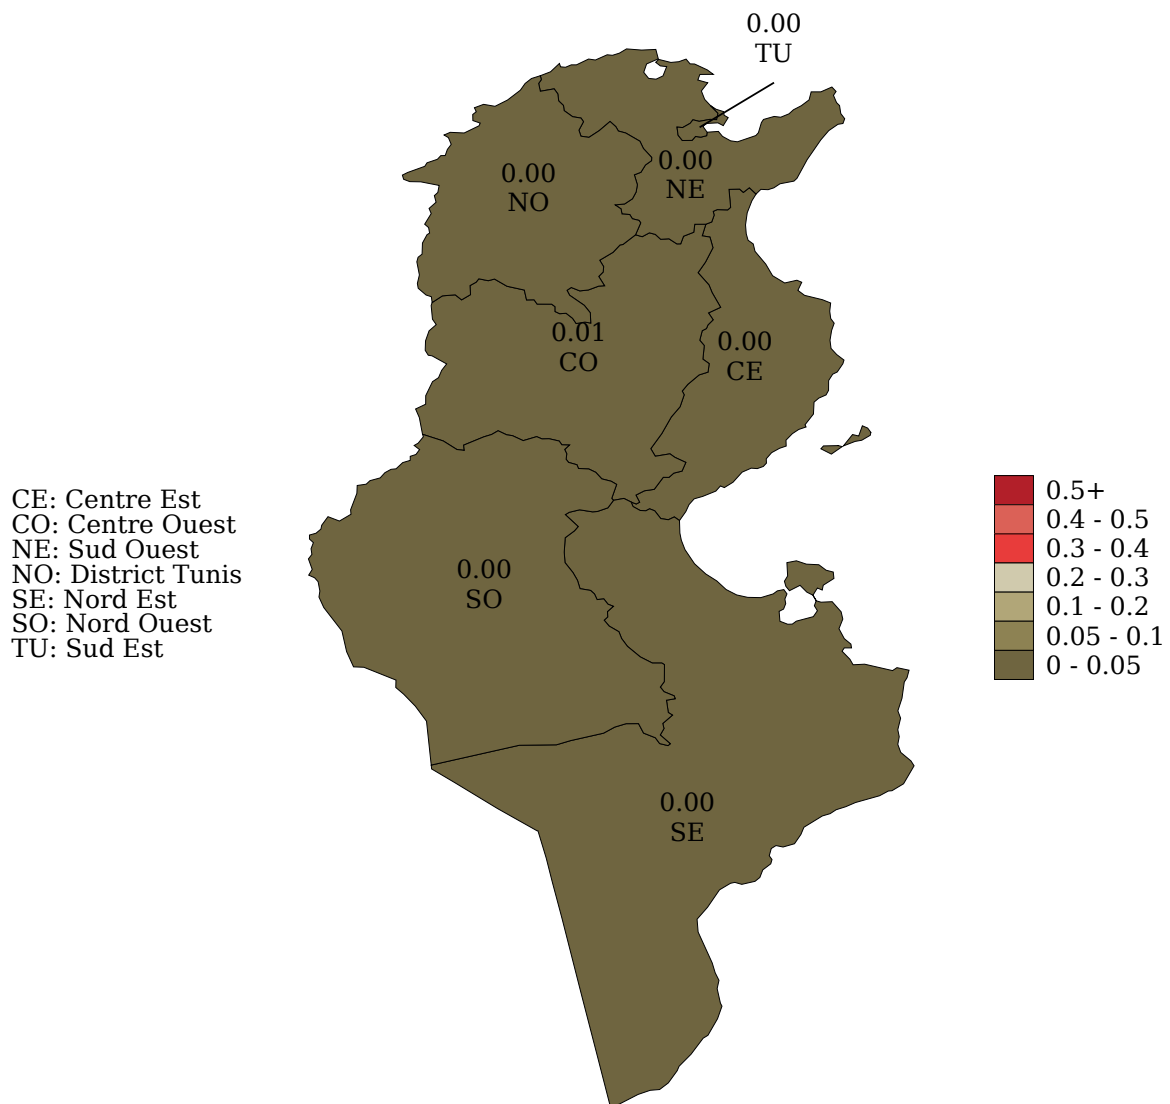 0.00
TU
0.00
NO
0.00
NE
0.01
CO
0.00
CE
CE: Centre Est
CO: Centre Ouest
NE: Sud Ouest
NO: District Tunis
SE: Nord Est
SO: Nord Ouest
TU: Sud Est
0.00
SO
0.5+
0.4 - 0.5
0.3 - 0.4
0.2 - 0.3
0.1 - 0.2
0.05 - 0.1
0 - 0.05
0.00
SE